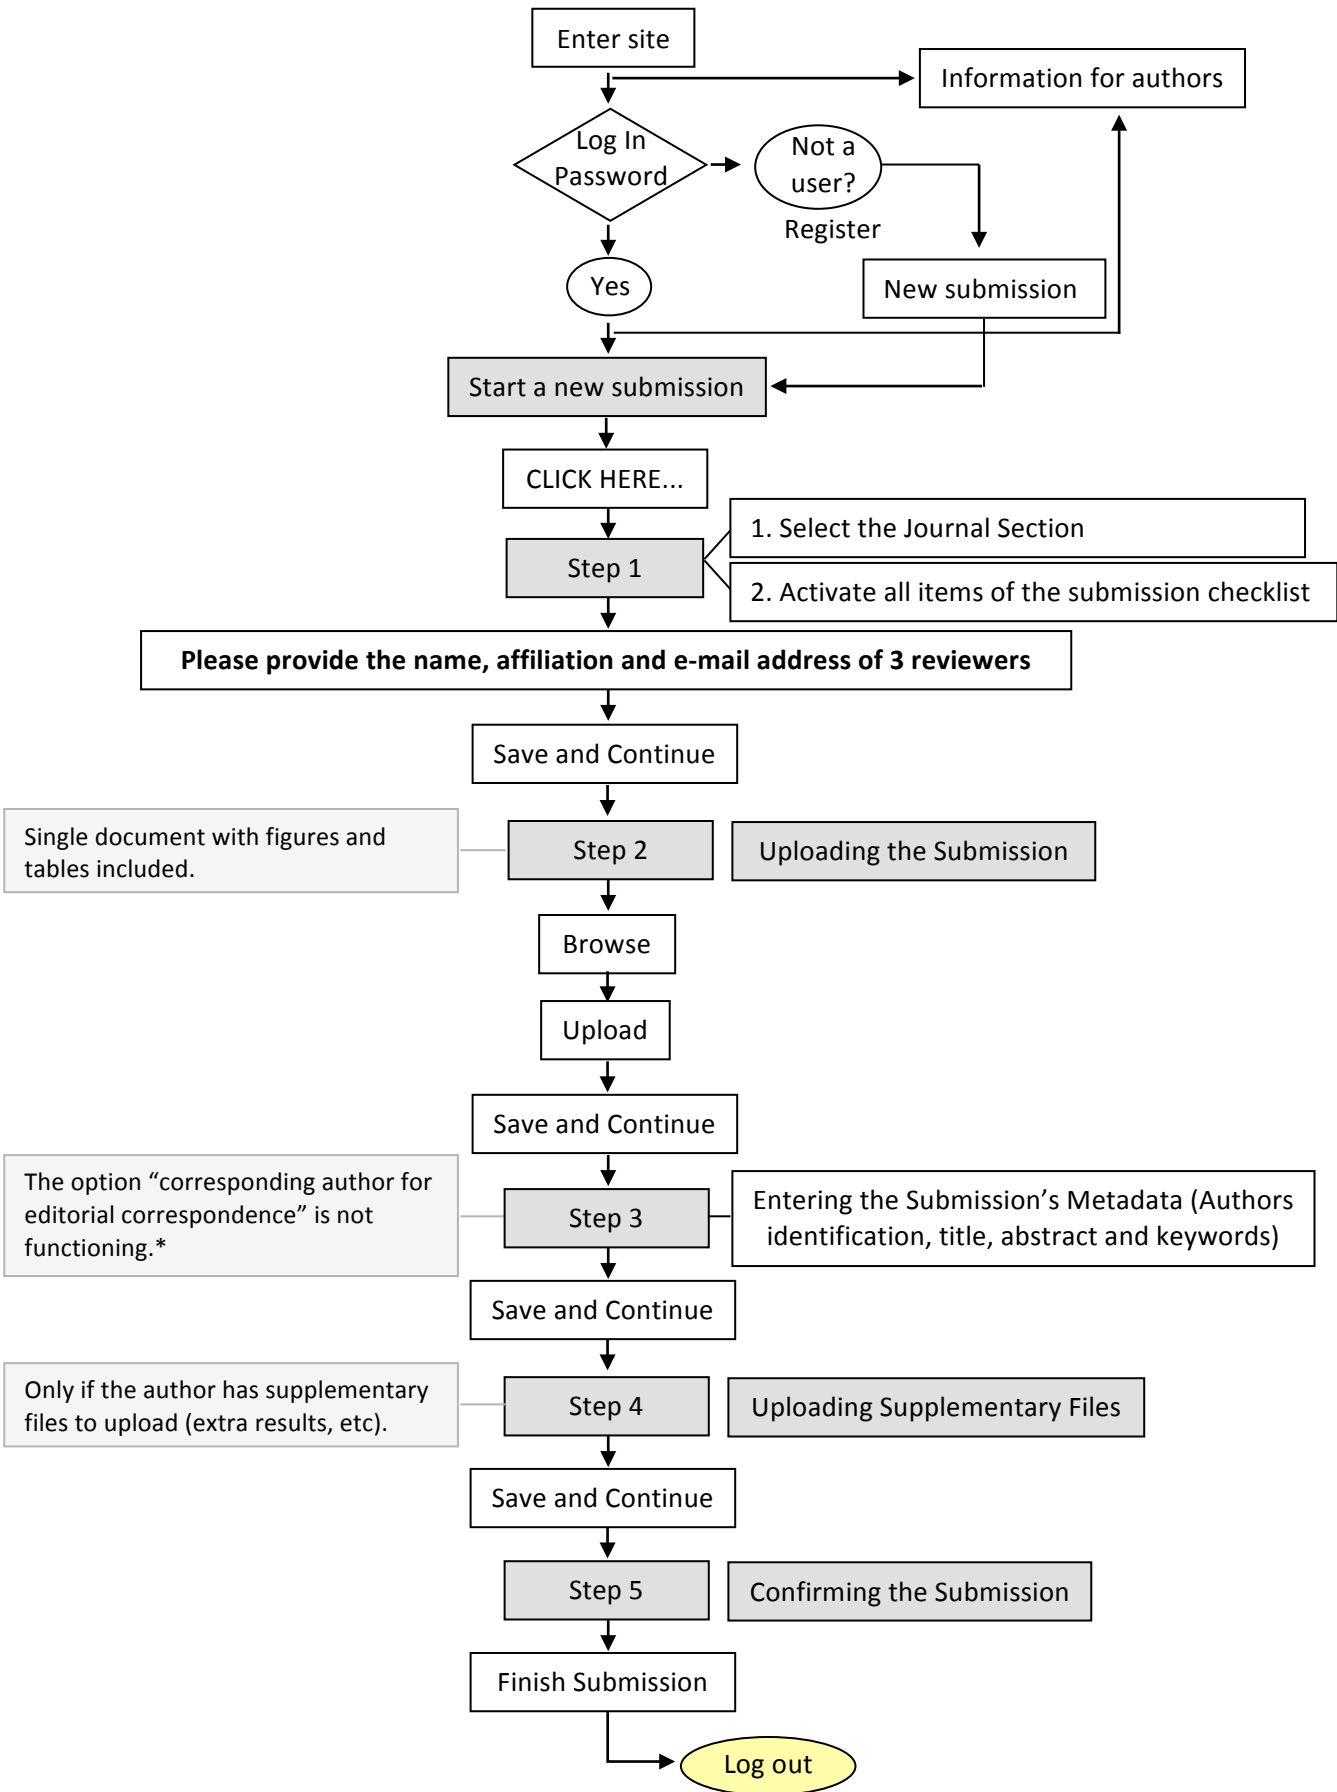 Enter site
Information for authors
Log In
Password
Not a
user?
Register
Yes
New submission
Start a new submission
CLICK HERE...
1. Select the Journal Section
Step 1
2. Activate all items of the submission checklist
Please provide the name, affiliation and e-mail address of 3 reviewers
Save and Continue
Single document with figures and
tables included.
Step 2
Uploading the Submission
Browse
Upload
Save and Continue
The option “corresponding author for
editorial correspondence” is not
functioning.*
Step 3
Entering the Submission’s Metadata (Authors
identification, title, abstract and keywords)
Save and Continue
Only if the author has supplementary
files to upload (extra results, etc).
Step 4
Uploading Supplementary Files
Save and Continue
Step 5
Confirming the Submission
Finish Submission
Log out